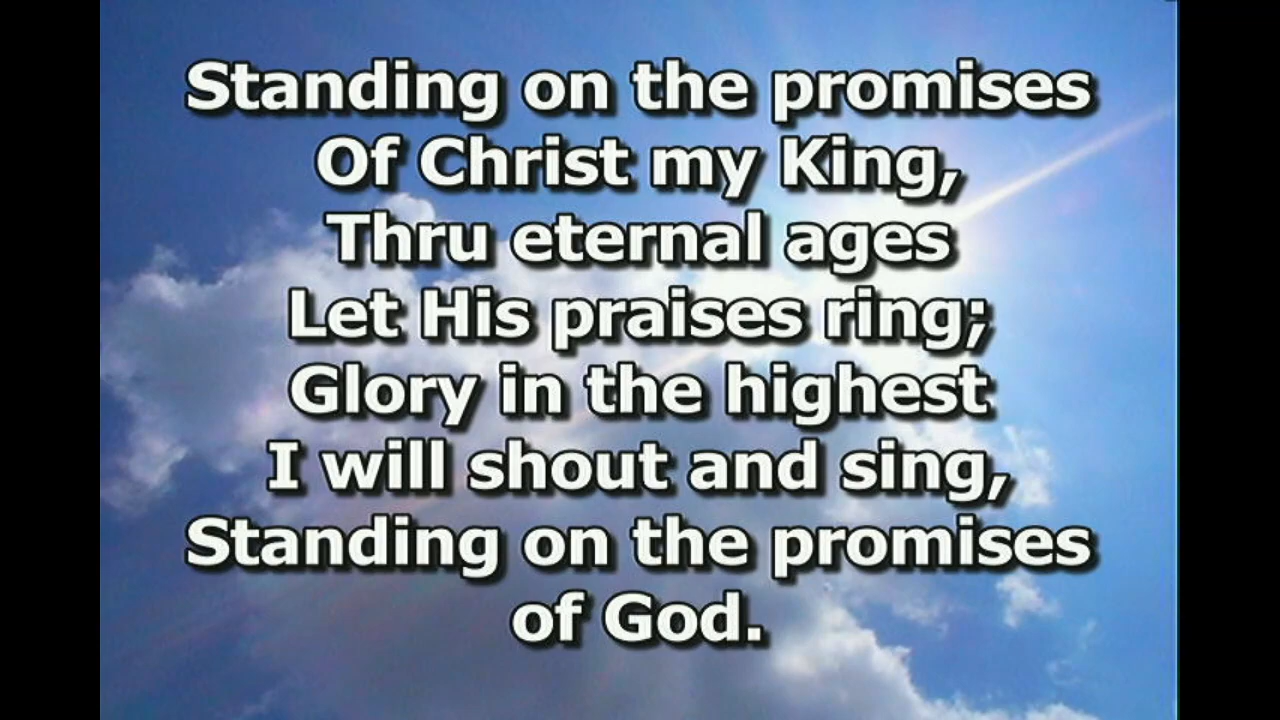 Standing on the promises
Of Christ my King,
Thru eternal ages
Let His praises ring;
Glory in the highest
I will shout and sing,
Standing on the promises
of God.